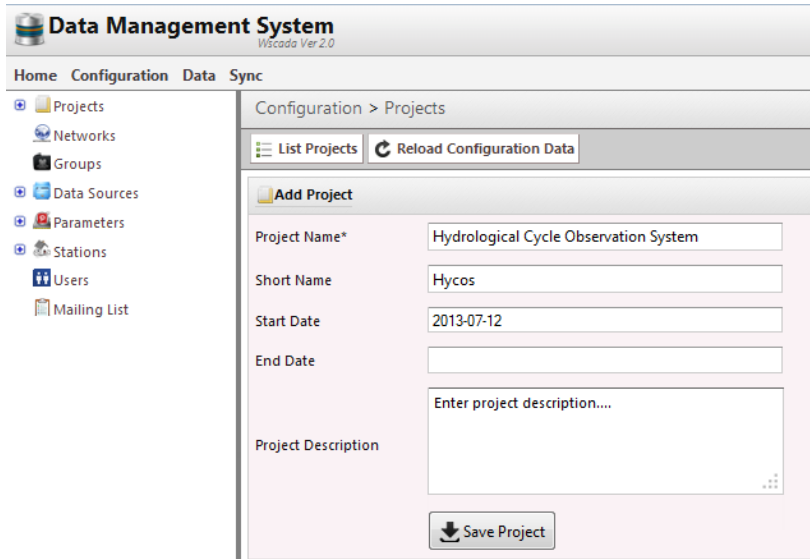 Data Management System
Wscada Ver 2.0
Home Configuration Data Sync
Projects
Networks
Groups
Data Sources
Parameters
Stations
Users
Mailing List
Configuration > Projects
List Projects Reload Configuration Data
Add Project
Project Name* Hydrological Cycle Observation System
Short Name Hycos
Start Date 2013-07-12
End Date
Project Description Enter project description....
Save Project